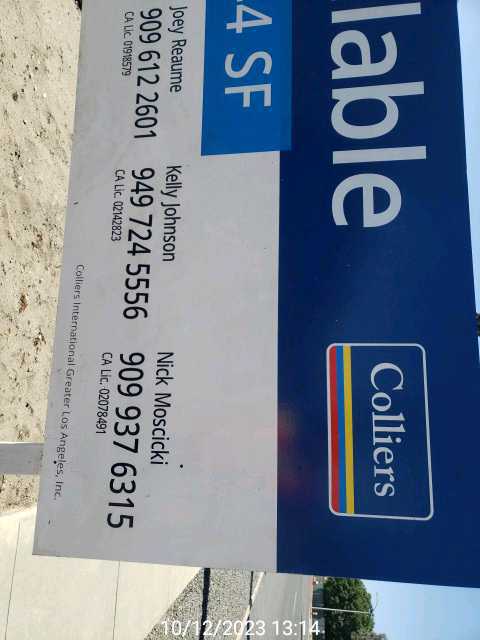 lable
4 SF
Colliers
Joey Reaume
909 612 2601
CA Lic. 01918579
Kelly Johnson
949 724 5556
CA Lic. 02142823
Nick Moscicki
909 937 6315
CA Lic. 02078491
Colliers International Greater Los Angeles, Inc.
10/12/2023 13:14